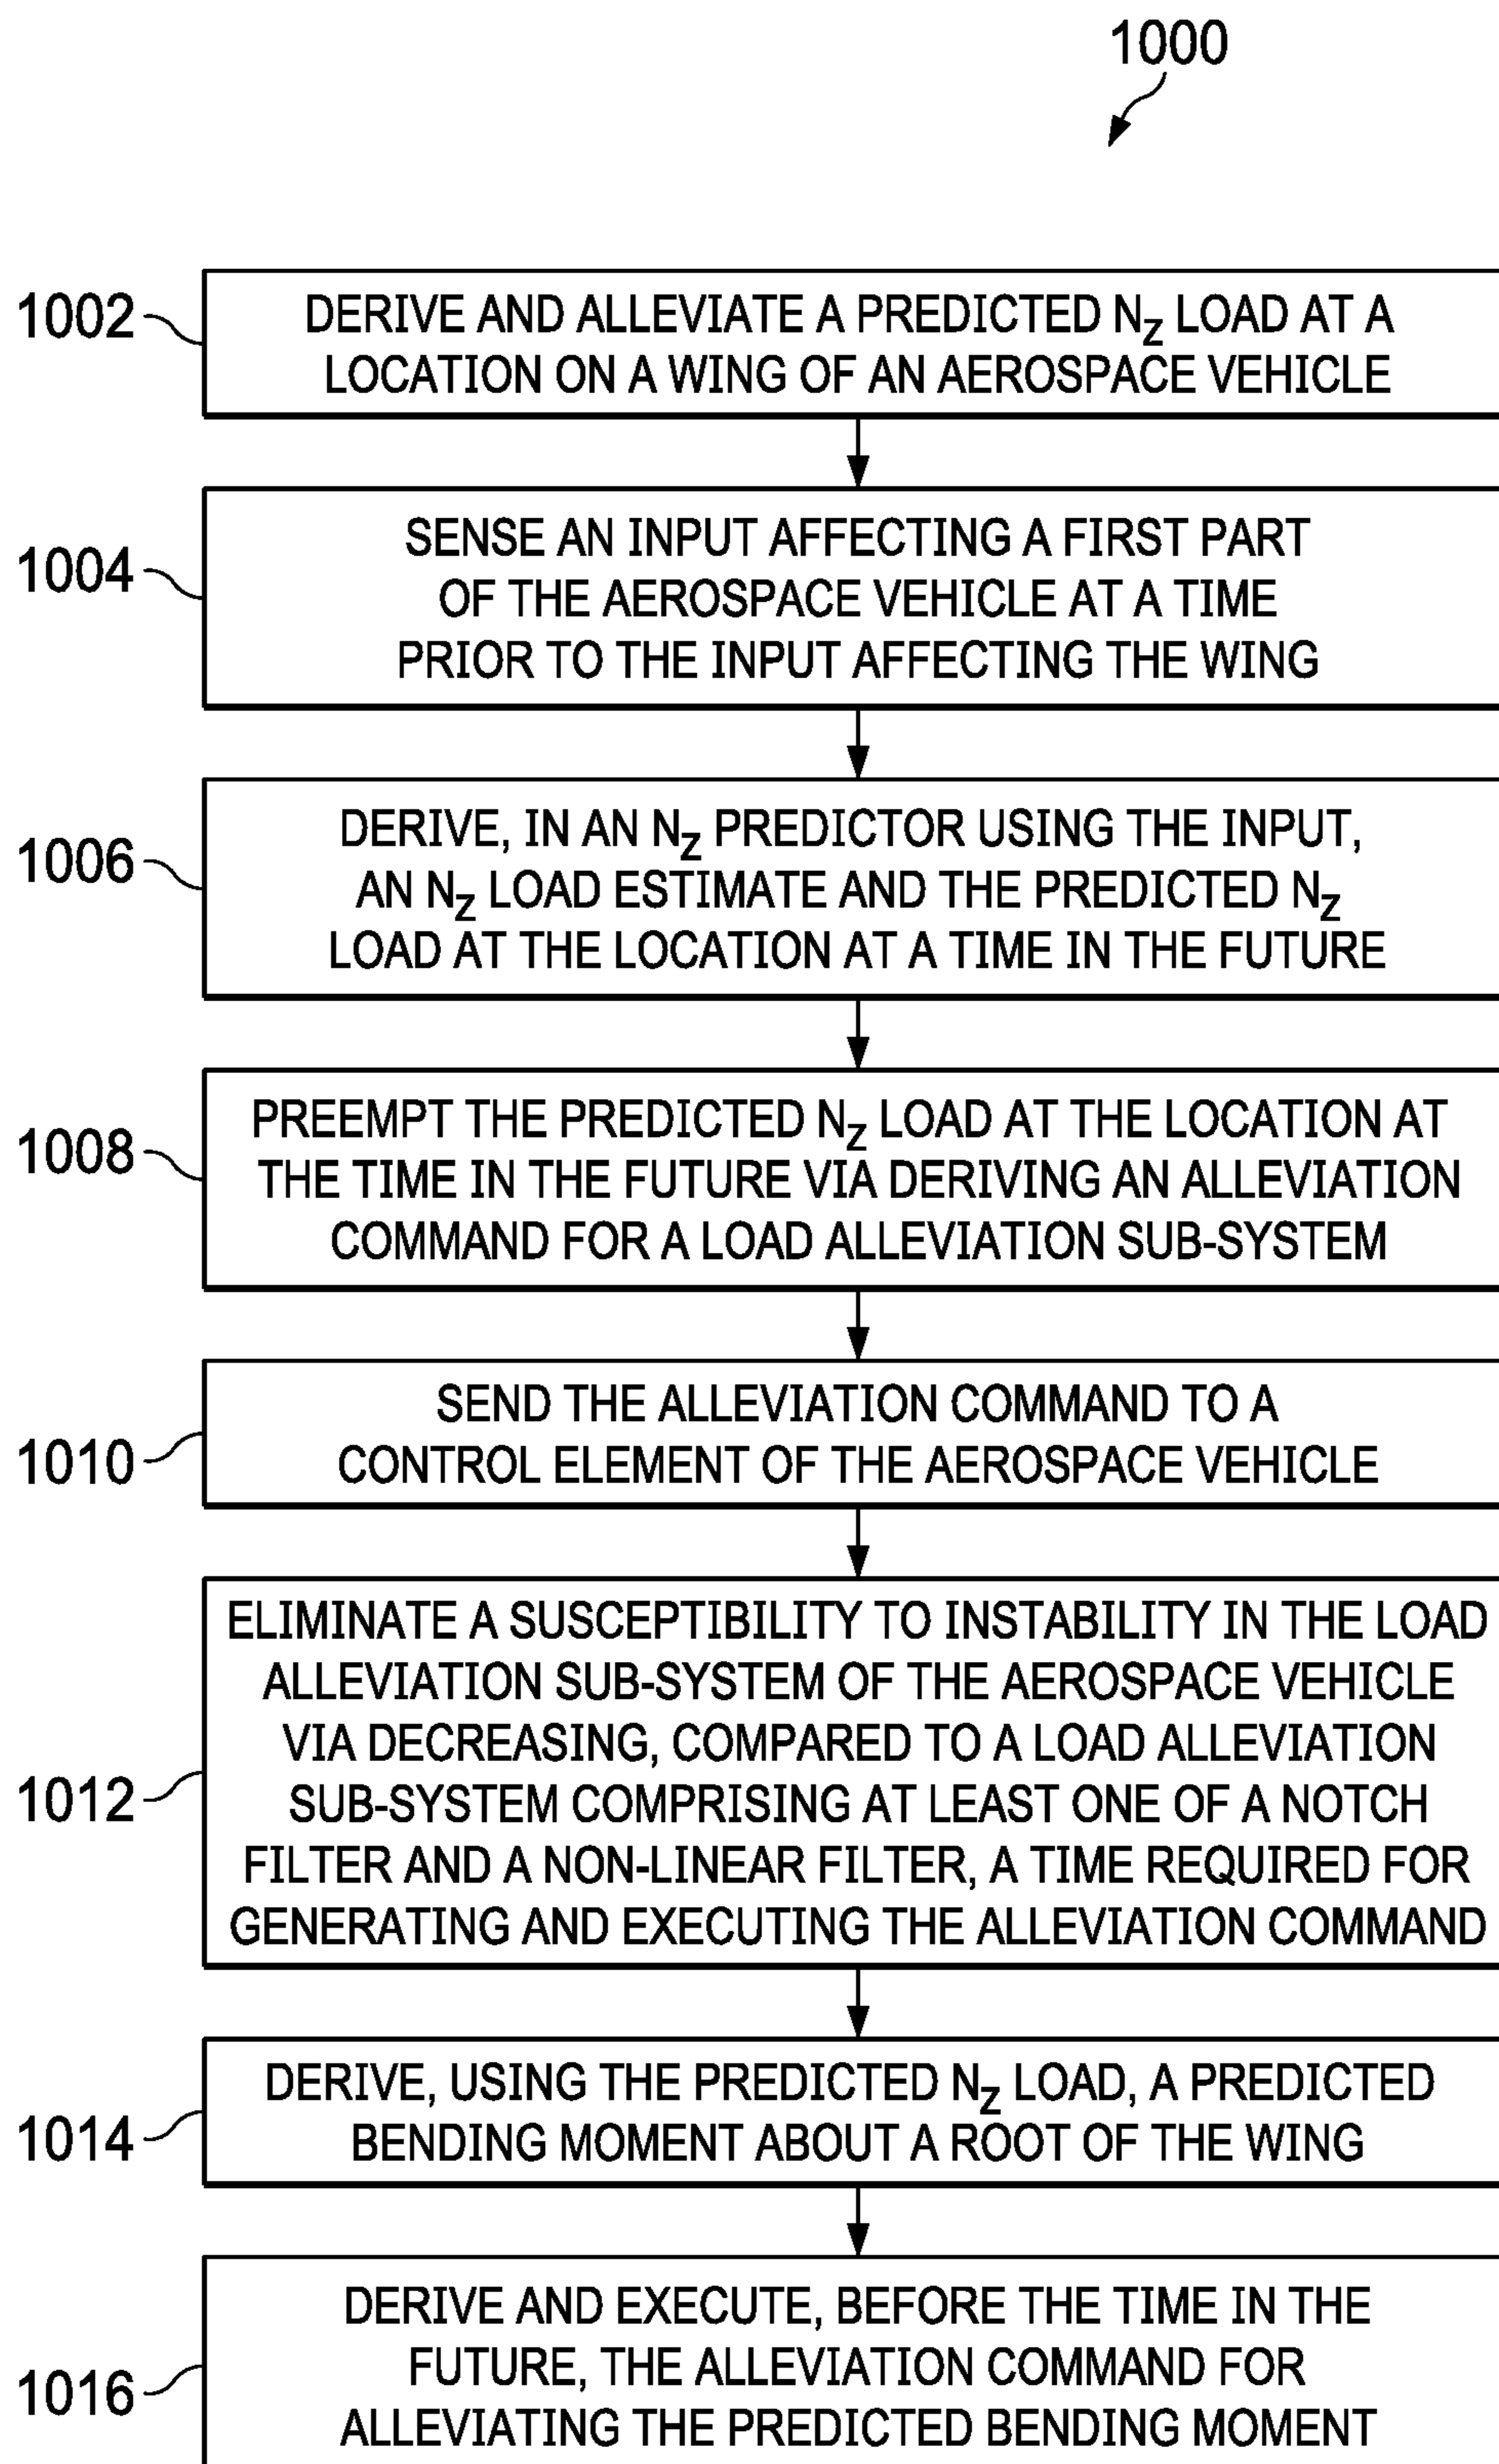 1000
1002
DERIVE AND ALLEVIATE A PREDICTED NZ LOAD AT A
LOCATION ON A WING OF AN AEROSPACE VEHICLE
1004
SENSE AN INPUT AFFECTING A FIRST PART
OF THE AEROSPACE VEHICLE AT A TIME
PRIOR TO THE INPUT AFFECTING THE WING
1006
DERIVE, IN AN NZ PREDICTOR USING THE INPUT,
AN NZ LOAD ESTIMATE AND THE PREDICTED NZ
LOAD AT THE LOCATION AT A TIME IN THE FUTURE
1008
PREEMPT THE PREDICTED NZ LOAD AT THE LOCATION AT
THE TIME IN THE FUTURE VIA DERIVING AN ALLEVIATION
COMMAND FOR A LOAD ALLEVIATION SUB-SYSTEM
1010
SEND THE ALLEVIATION COMMAND TO A
CONTROL ELEMENT OF THE AEROSPACE VEHICLE
1012
ELIMINATE A SUSCEPTIBILITY TO INSTABILITY IN THE LOAD
ALLEVIATION SUB-SYSTEM OF THE AEROSPACE VEHICLE
VIA DECREASING, COMPARED TO A LOAD ALLEVIATION
SUB-SYSTEM COMPRISING AT LEAST ONE OF A NOTCH
FILTER AND A NON-LINEAR FILTER, A TIME REQUIRED FOR
GENERATING AND EXECUTING THE ALLEVIATION COMMAND
1014
DERIVE, USING THE PREDICTED NZ LOAD, A PREDICTED
BENDING MOMENT ABOUT A ROOT OF THE WING
1016
DERIVE AND EXECUTE, BEFORE THE TIME IN THE
FUTURE, THE ALLEVIATION COMMAND FOR
ALLEVIATING THE PREDICTED BENDING MOMENT